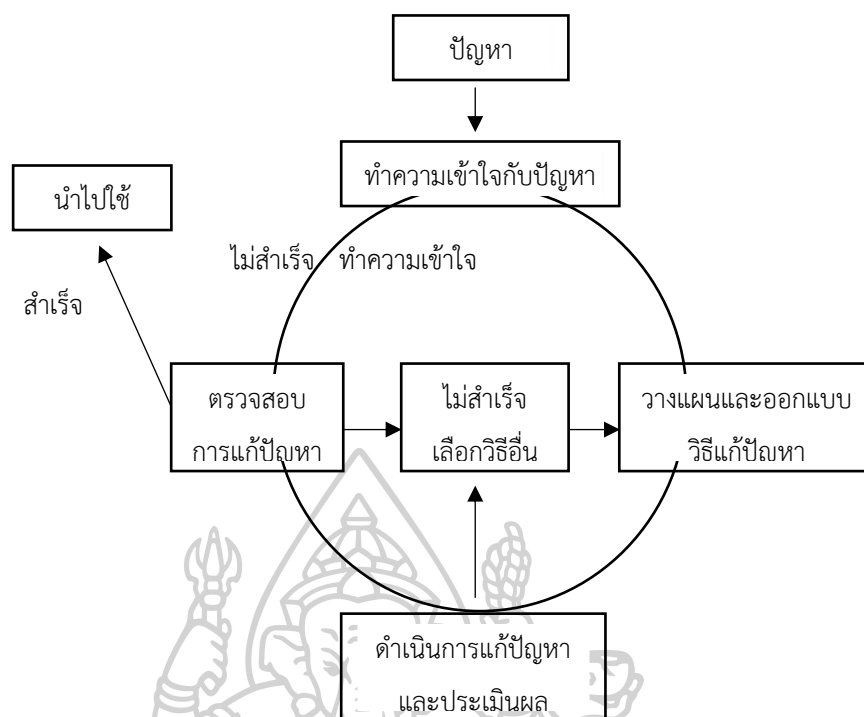 ปัญหา
ทำความเข้าใจกับปัญหา
นำไปใช้
ไม่สำเร็จ ทำความเข้าใจ
สำเร็จ
ตรวจสอบ
การแก้ปัญหา
ไม่สำเร็จ
เลือกวิธีอื่น
วางแผนและออกแบบ
วิธีแก้ปัญหา
ดำเนินการแก้ปัญหา
และประเมินผล